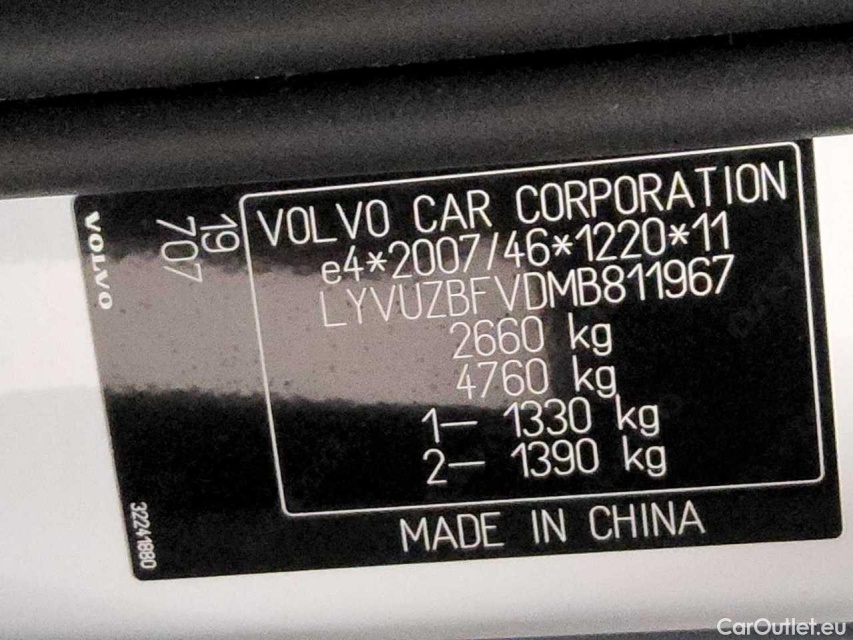 VOLVO
19
707
32241880
VOLVO CAR CORPORATION
e4*2007/46*1220*11
LYVUZBFVDMB811967
2660 kg
4760 kg
1– 1330 kg
2– 1390 kg
MADE IN CHINA
CarOutlet.eu